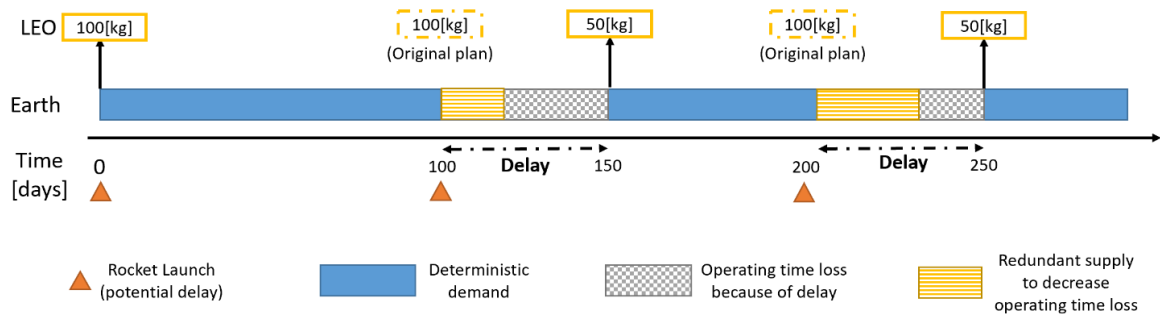 LEO
100[kg]
100[kg]
50[kg]
100[kg]
50[kg]
(Original plan)
(Original plan)
Earth
Time
[days]
0
100
Delay
150
200
Delay
250
Rocket Launch
(potential delay)
Deterministic
demand
Operating time loss
because of delay
Redundant supply
to decrease
operating time loss